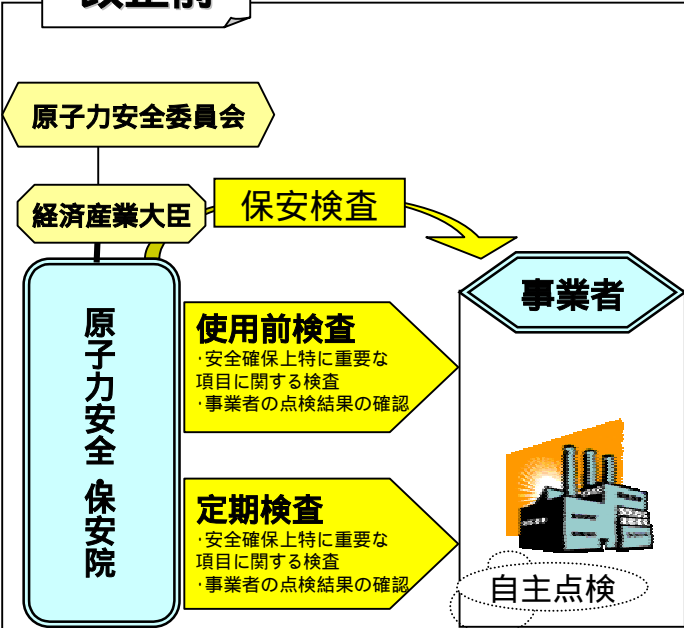 改正前
原子力安全委員会
経済産業大臣
保安検査
事業者
原子力安全・保安院
使用前検査
・安全確保上特に重要な
項目に関する検査
・事業者の点検結果の確認
定期検査
・安全確保上特に重要な
項目に関する検査
・事業者の点検結果の確認
自主点検